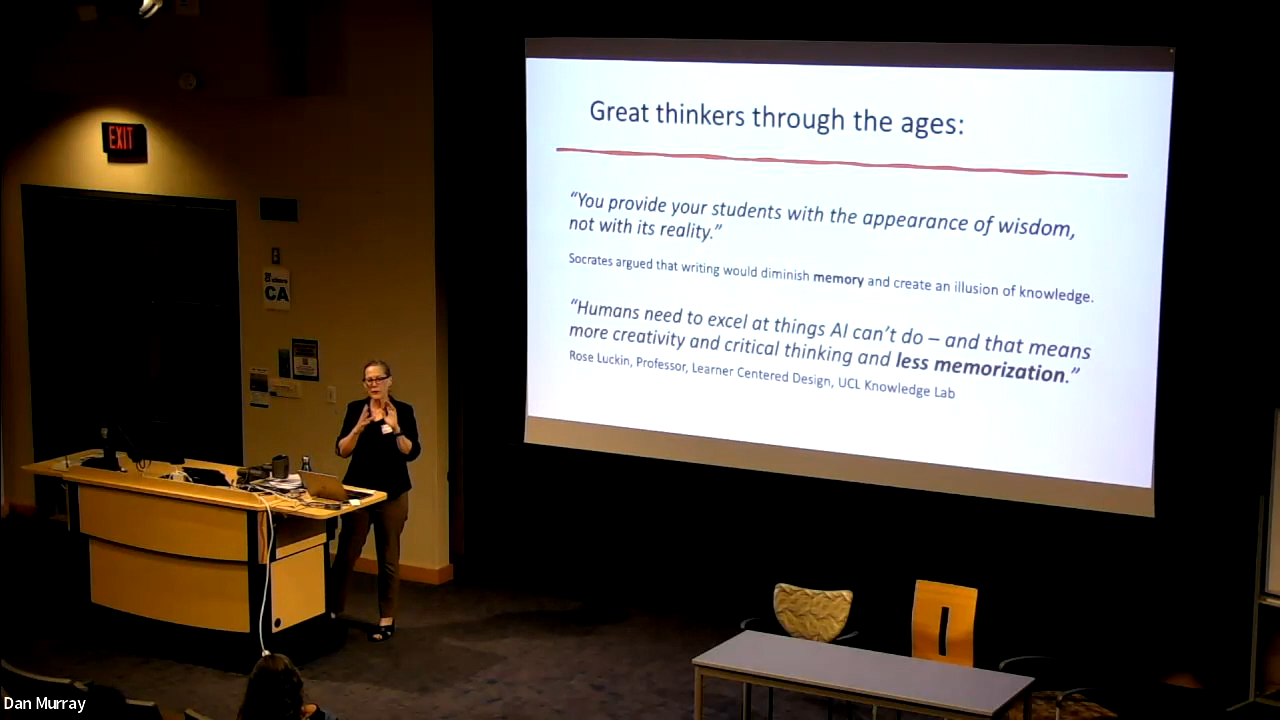 EXIT
CA
Great thinkers through the ages:
“You provide your students with the appearance of wisdom,
not with its reality.”
Socrates argued that writing would diminish memory and create an illusion of knowledge.
“Humans need to excel at things AI can’t do – and that means
more creativity and critical thinking and less memorization.”
Rose Luckin, Professor, Learner Centered Design, UCL Knowledge Lab
Dan Murray